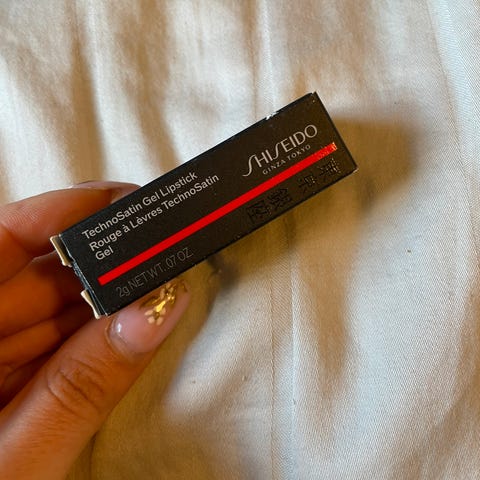 SHISEIDO
GINZA TOKYO
TechnoSatin Gel Lipstick
Rouge à Lèvres TechnoSatin
Gel
2g NET WT. .07 OZ